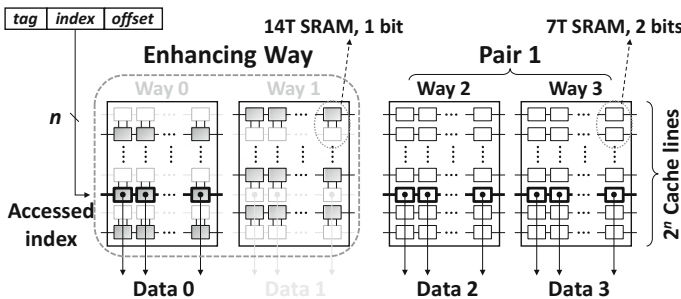 tag index offset
14T SRAM, 1 bit
7T SRAM, 2 bits
Enhancing Way
Pair 1
Way 0
Way 1
Way 2
Way 3
n
Accessed
index
2ⁿ Cache lines
Data 0
Data 1
Data 2
Data 3